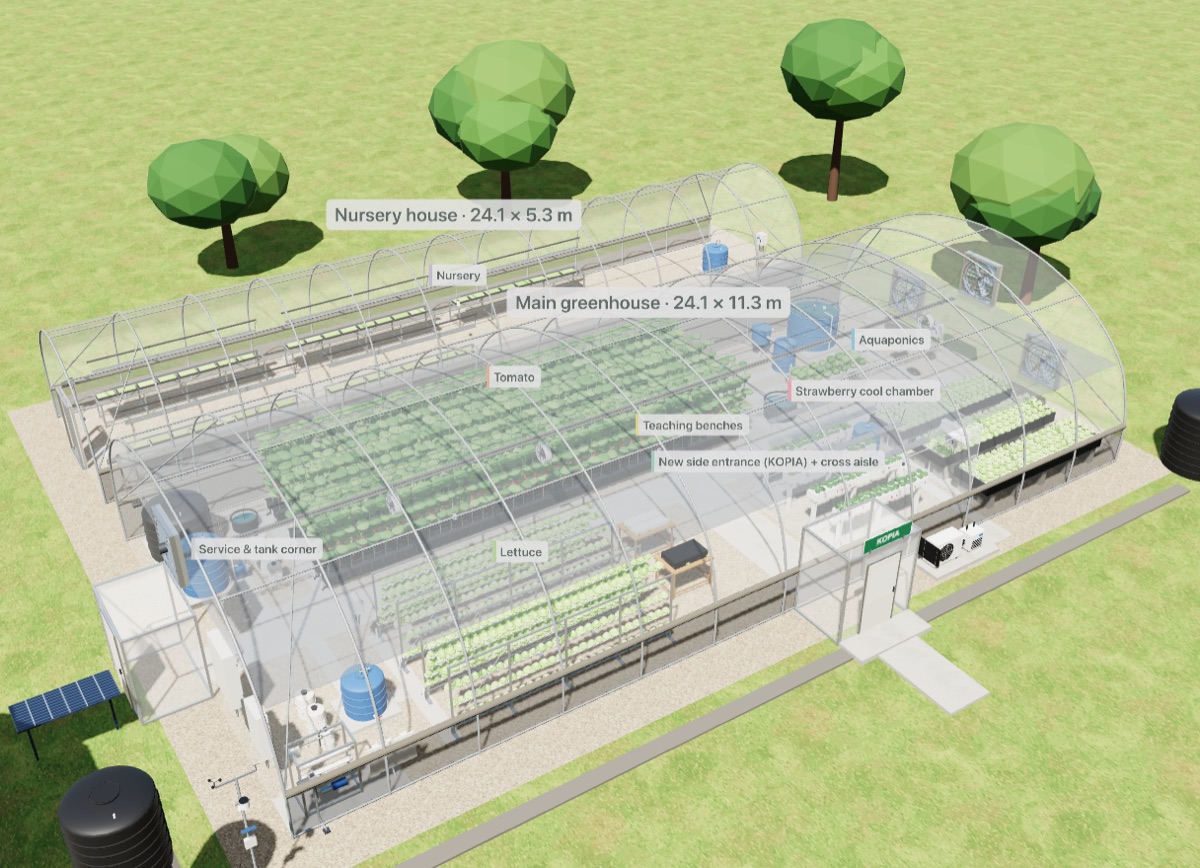 Nursery house · 24.1 × 5.3 m
Nursery
Main greenhouse · 24.1 × 11.3 m
Aquaponics
Tomato
Strawberry cool chamber
Teaching benches
New side entrance (KOPIA) + cross aisle
KOPIA
Service & tank corner
Lettuce